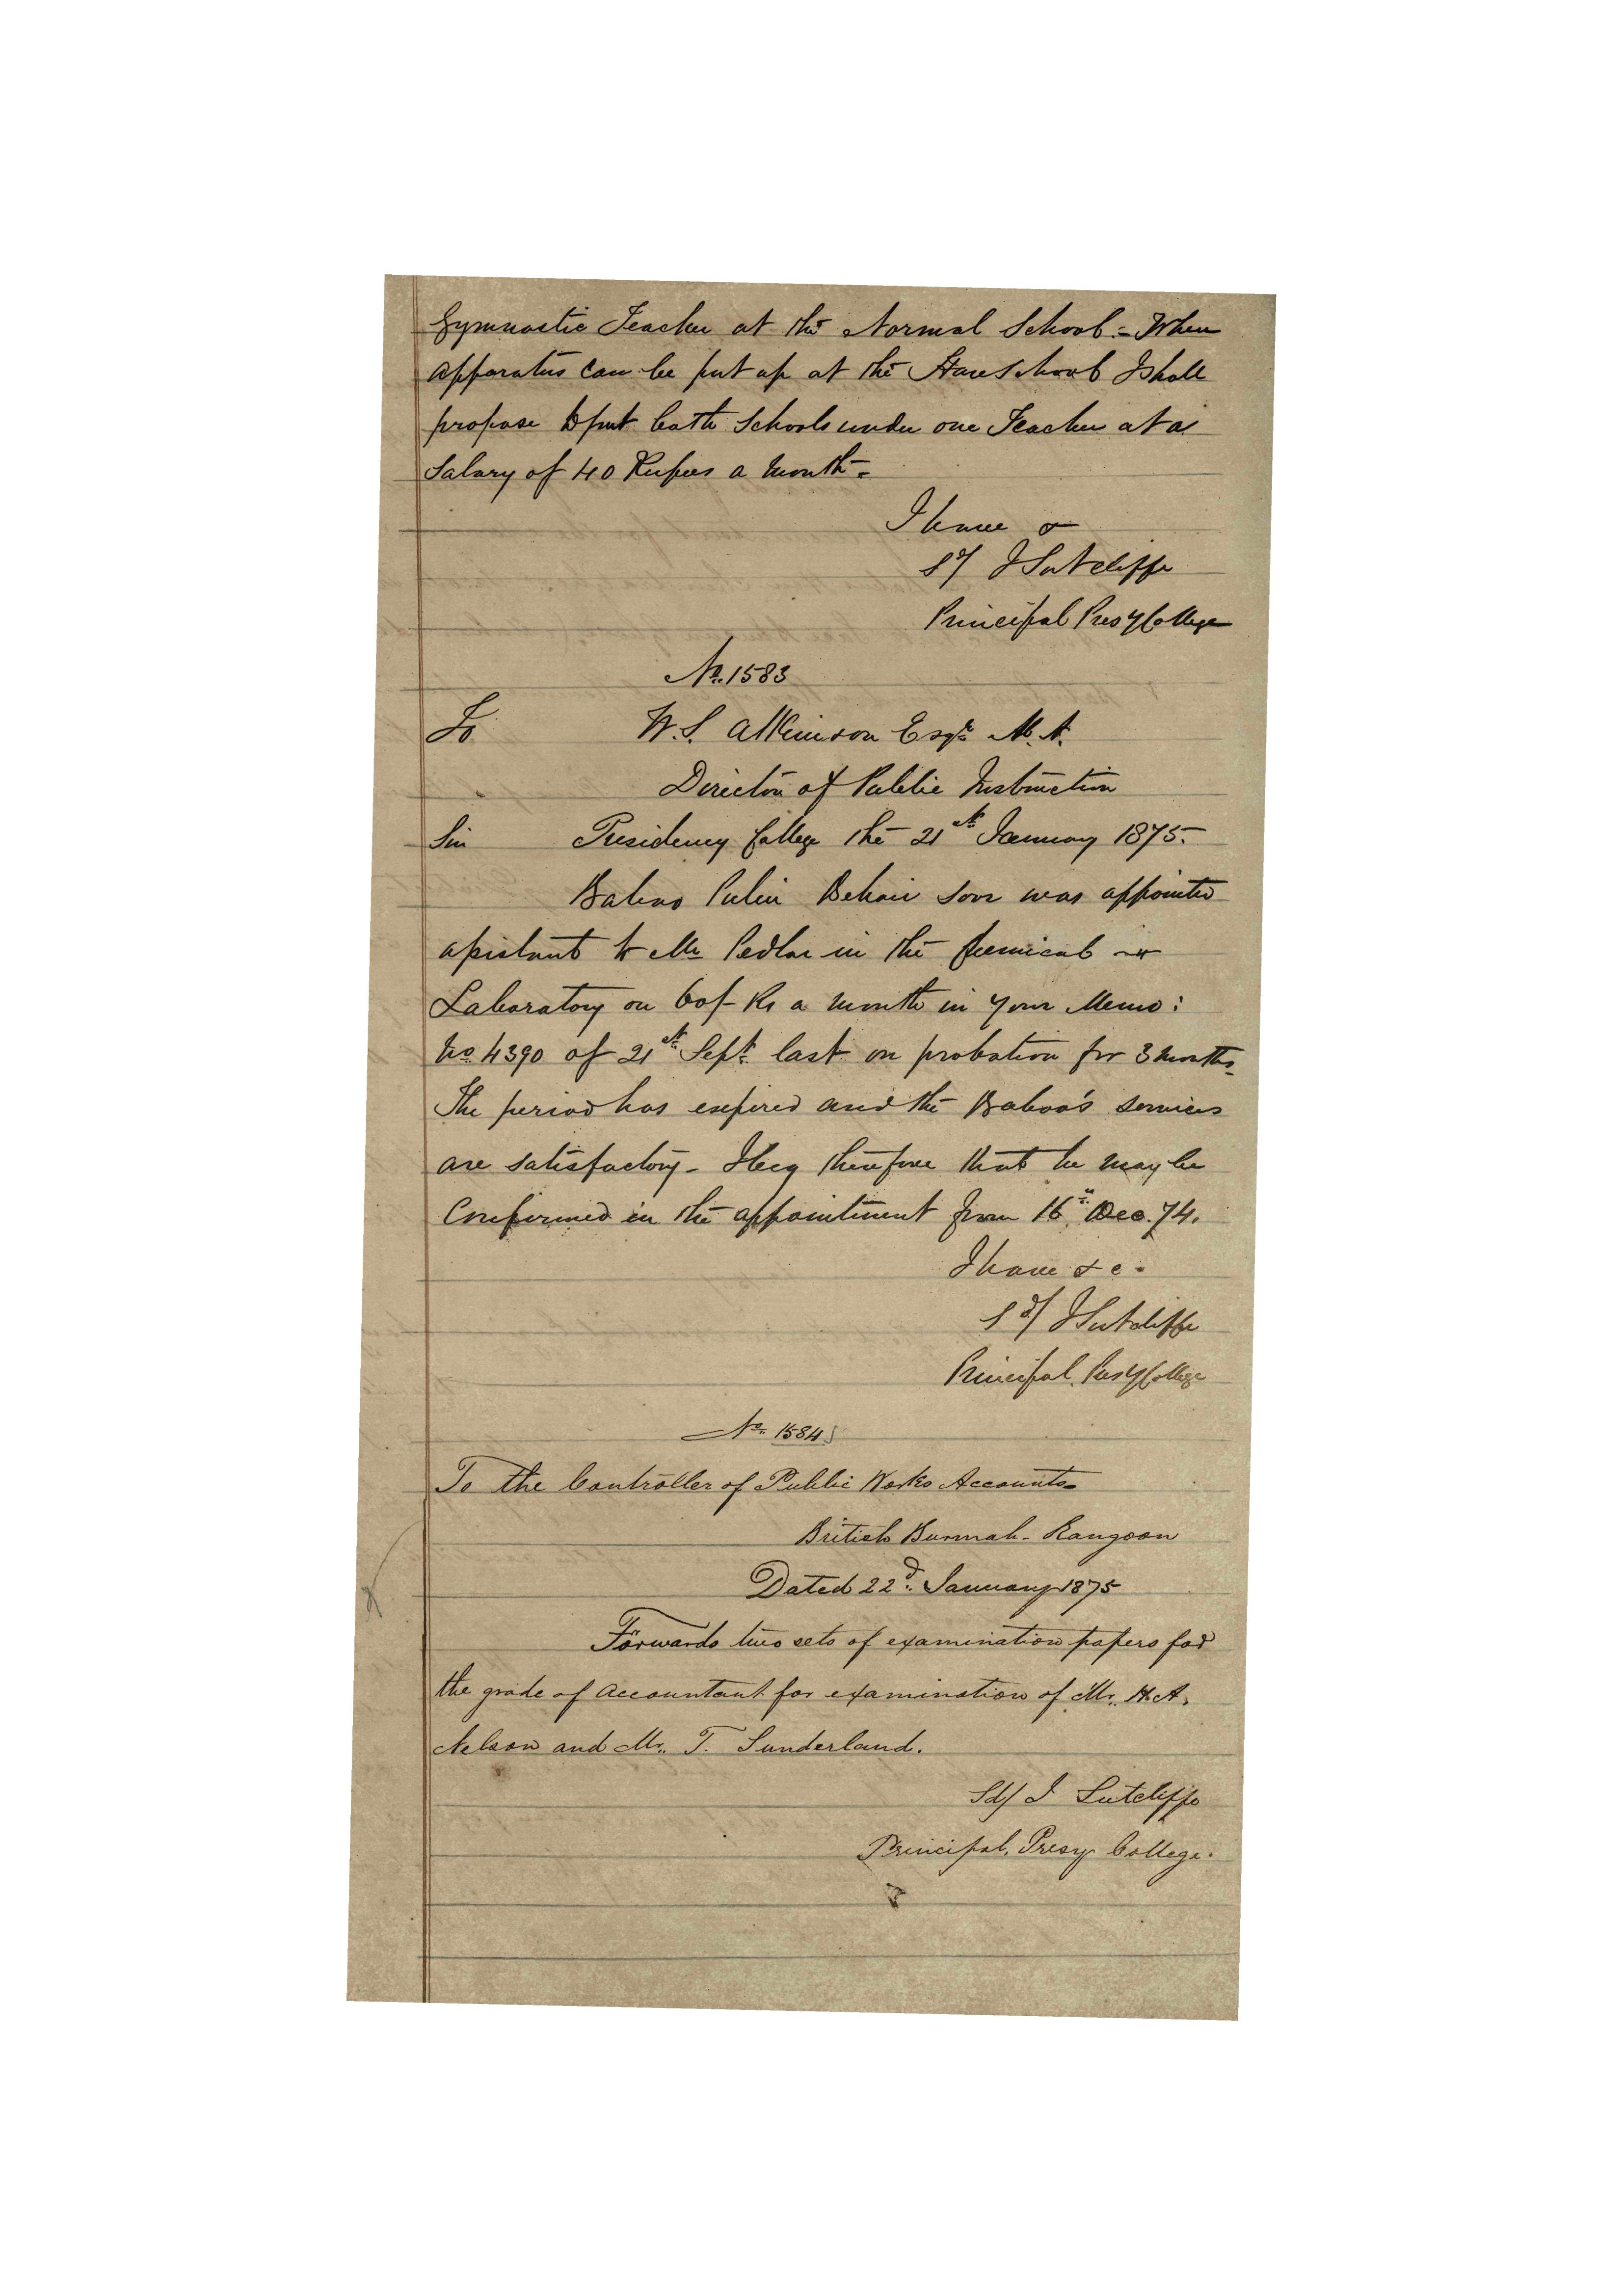 Gymnastic Teacher at the Normal School - When
apparatus can be put up at the Hare School I shall
propose to put both Schools under one Teacher at a
Salary of 40 Rupees a month -
I have &
Sd/ J Sutcliffe
Principal Presy College
No. 1583
To W. S. Atkinson Esqr. M. A.
Director of Public Instruction
Sir Presidency College the 21st January 1875.
Baboo Pulin Behari was appointed
assistant to Mr Pedlar in the Chemical
Laboratory on 60/- Rs a month in your Memo:
No 4390 of 21st Sept. last on probation for 3 months -
The period has expired and the Baboo's services
are satisfactory - I beg therefore that he may be
Confirmed in the appointment from 16th Dec. 74.
I have &c.
Sd/ J Sutcliffe
Principal. Presy College
No. 1584
To the Controller of Public Works Accounts
British Burmah - Rangoon
Dated 22d. January 1875
Forwards two sets of examination papers for
the grade of Accountant for examination of Mr. H. A.
Nelson and Mr. T. Sunderland.
Sd/ J Sutcliffe
Principal, Presy College.